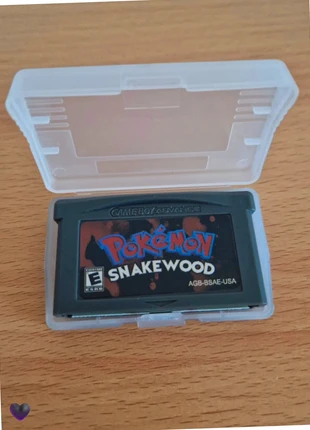 GAME BOY ADVANCE
POKéMON
SNAKEWOOD
E
AGB-BSAE-USA